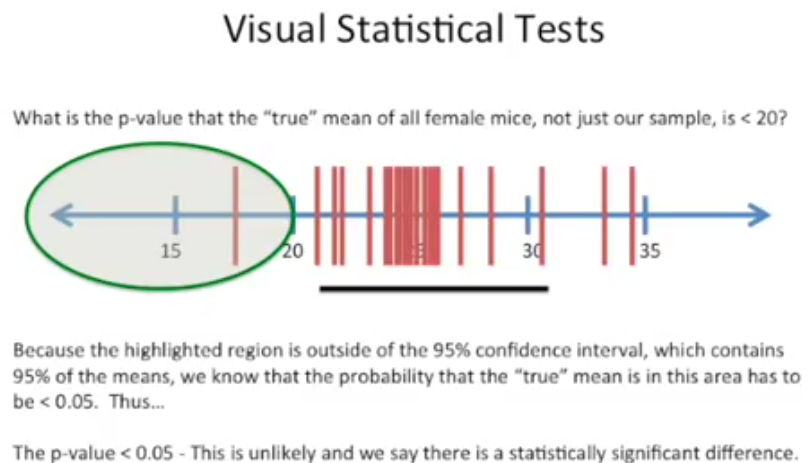 Visual Statistical Tests
What is the p-value that the “true” mean of all female mice, not just our sample, is < 20?
15 20 30 35
Because the highlighted region is outside of the 95% confidence interval, which contains
95% of the means, we know that the probability that the “true” mean is in this area has to
be < 0.05.  Thus…
The p-value < 0.05 - This is unlikely and we say there is a statistically significant difference.